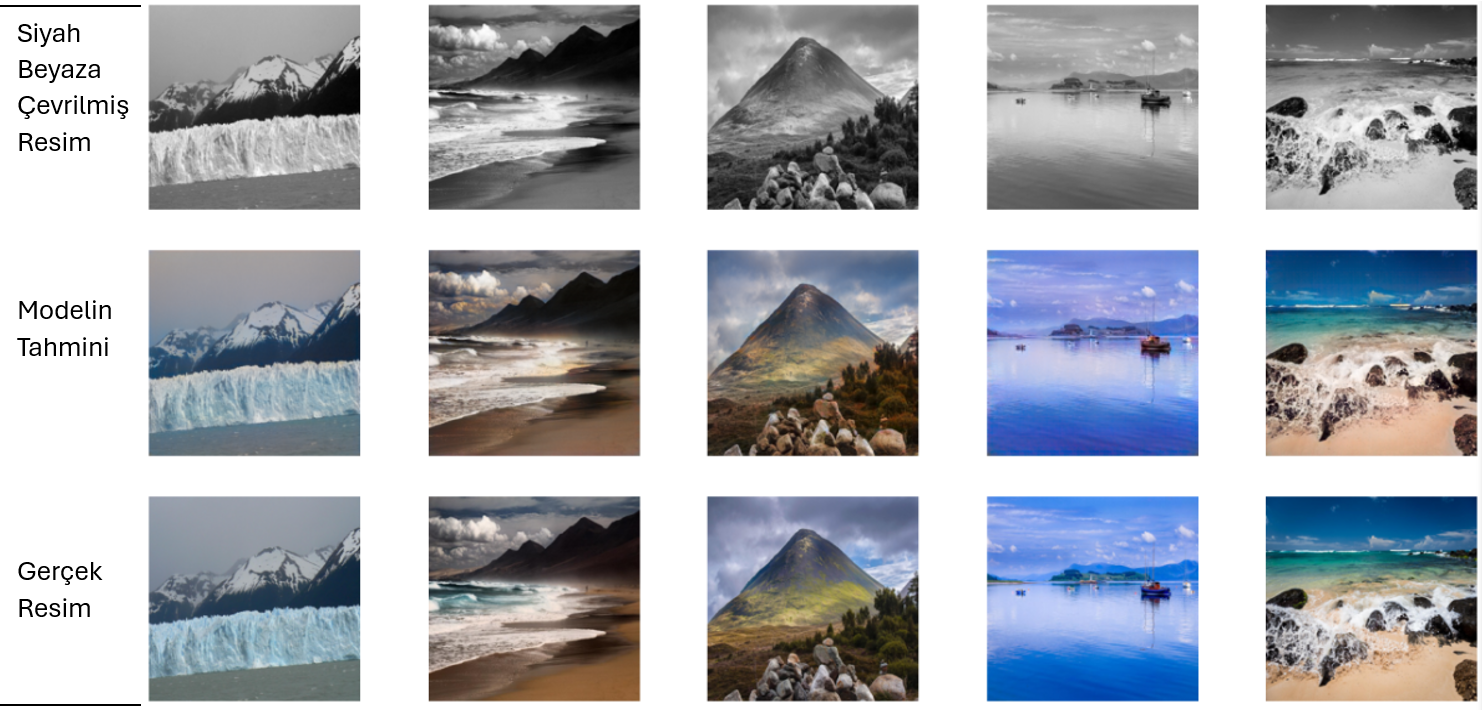 Siyah
Beyaza
Çevrilmiş
Resim
Modelin
Tahmini
Gerçek
Resim